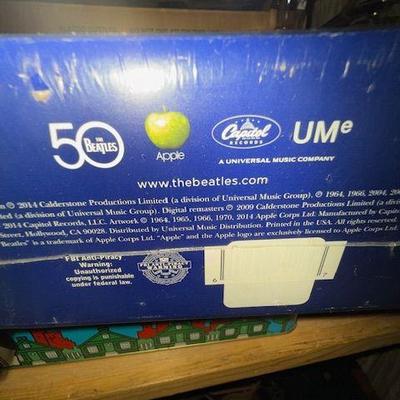 50 THE BEATLES
Apple
Capitol RECORDS
UMe
A UNIVERSAL MUSIC COMPANY
www.thebeatles.com
℗ 2014 Calderstone Productions Limited (a division of Universal Music Group). ℗ 1964, 1966, 2004,
(a division of Universal Music Group). Digital remasters ℗ 2009 Calderstone Productions Limited (a
2014 Capitol Records, LLC. Artwork © 1964, 1965, 1966, 1970, 2014 Apple Corps Ltd. Manufactured by Capitol
Street, Hollywood, CA 90028. Distributed by Universal Music Distribution. Printed in the USA. All rights reserved.
Beatles" is a trademark of Apple Corps Ltd. "Apple" and the Apple logo are exclusively licensed to Apple Corps Ltd.
FBI Anti-Piracy
Warning:
Unauthorized
copying is punishable
under federal law.
WARNING
6
7